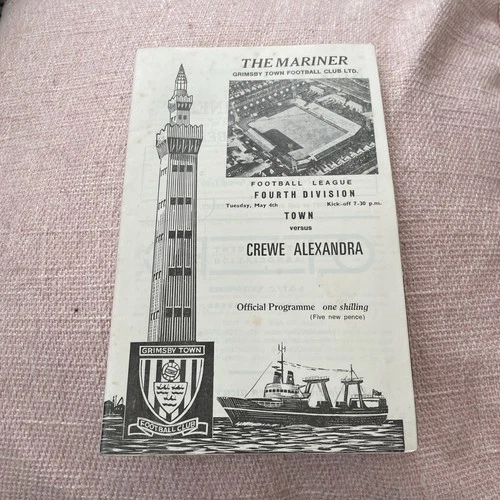 THE MARINER
GRIMSBY TOWN FOOTBALL CLUB LTD.
FOOTBALL LEAGUE
FOURTH DIVISION
Tuesday, May 4th Kick-off 7-30 p.m.
TOWN
versus
CREWE ALEXANDRA
Official Programme one shilling
(Five new pence)
GRIMSBY TOWN
FOOTBALL CLUB